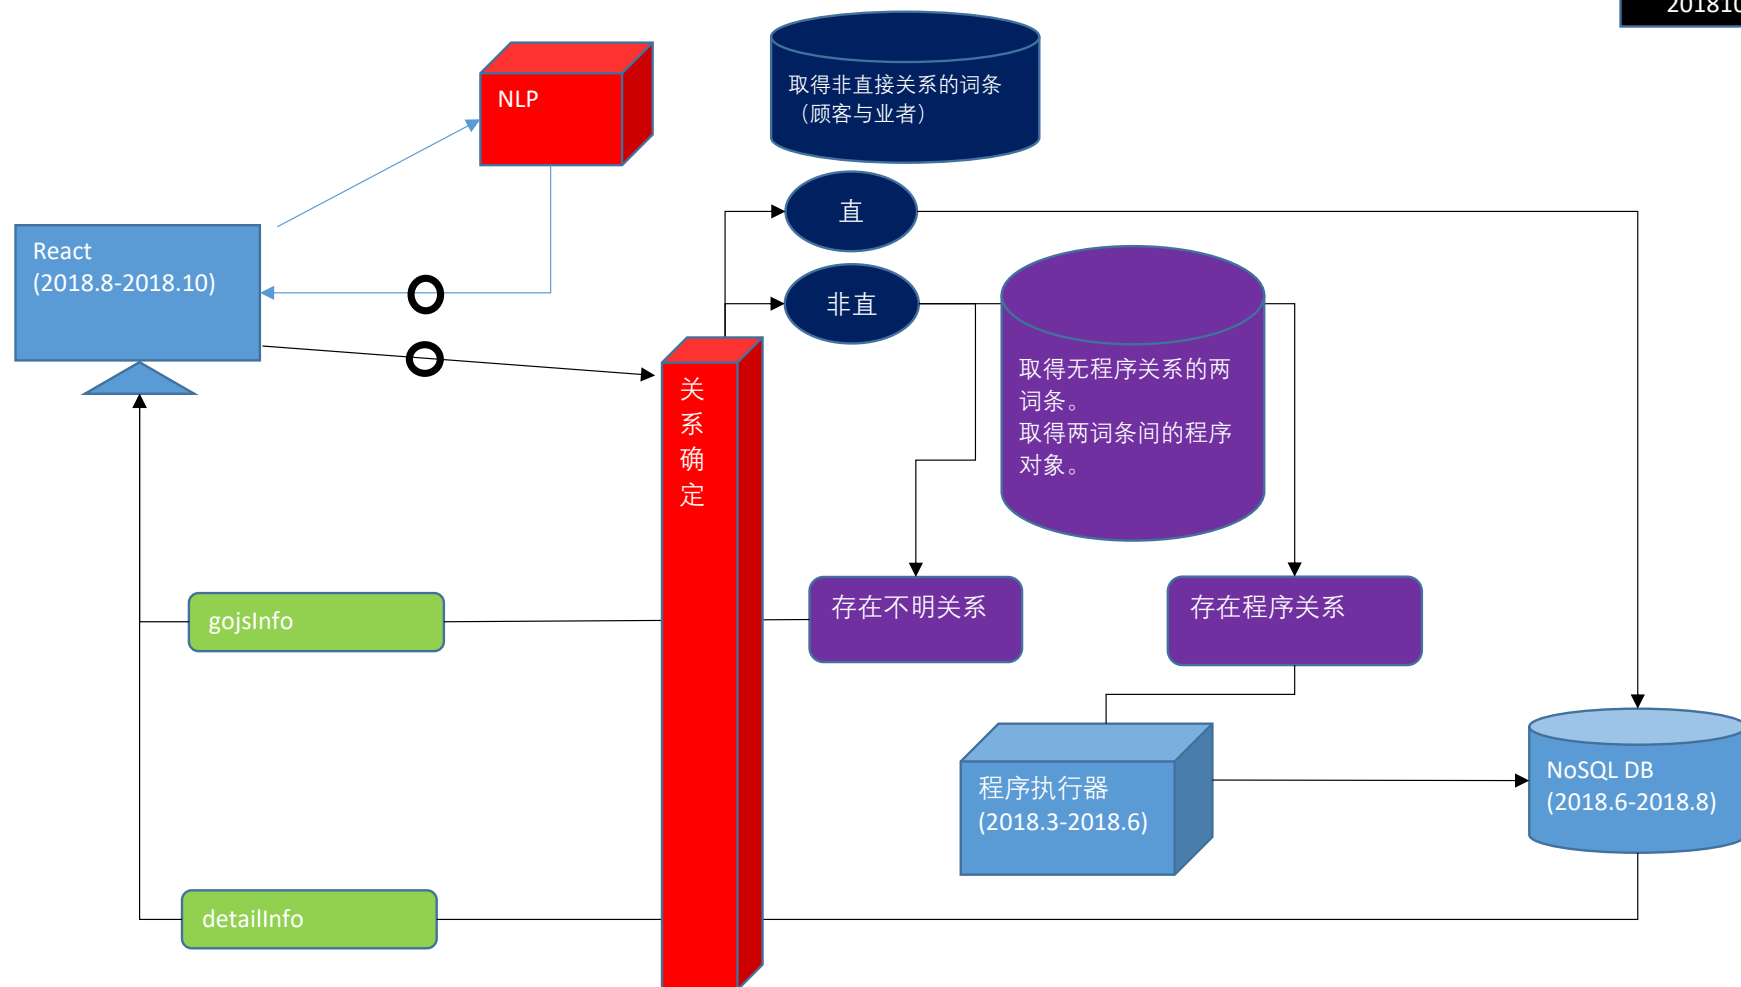 201810
NLP
取得非直接关系的词条
（顾客与业者）
直
React
(2018.8-2018.10)
非直
取得无程序关系的两
词条。
取得两词条间的程序
对象。
关
系
确
定
gojsInfo
存在不明关系
存在程序关系
程序执行器
(2018.3-2018.6)
NoSQL DB
(2018.6-2018.8)
detailInfo